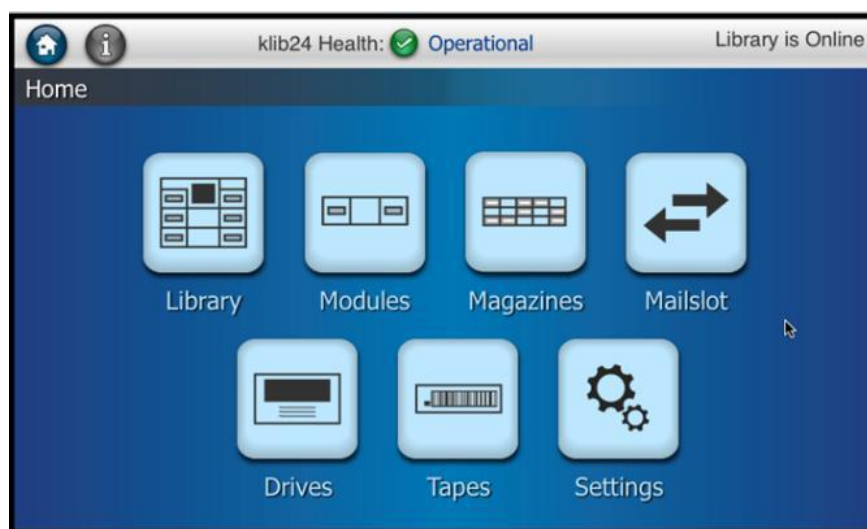 klib24 Health: Operational Library is Online
Home
Library Modules Magazines Mailslot
Drives Tapes Settings